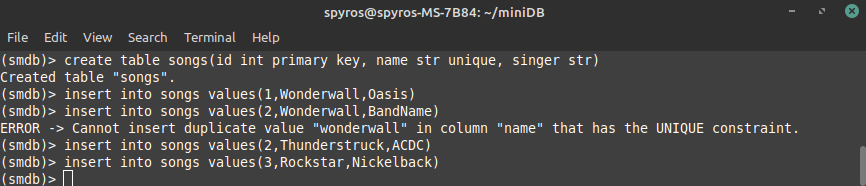 spyros@spyros-MS-7B84: ~/miniDB
File Edit View Search Terminal Help
(smdb)> create table songs(id int primary key, name str unique, singer str)
Created table "songs".
(smdb)> insert into songs values(1,Wonderwall,Oasis)
(smdb)> insert into songs values(2,Wonderwall,BandName)
ERROR -> Cannot insert duplicate value "wonderwall" in column "name" that has the UNIQUE constraint.
(smdb)> insert into songs values(2,Thunderstruck,ACDC)
(smdb)> insert into songs values(3,Rockstar,Nickelback)
(smdb)>